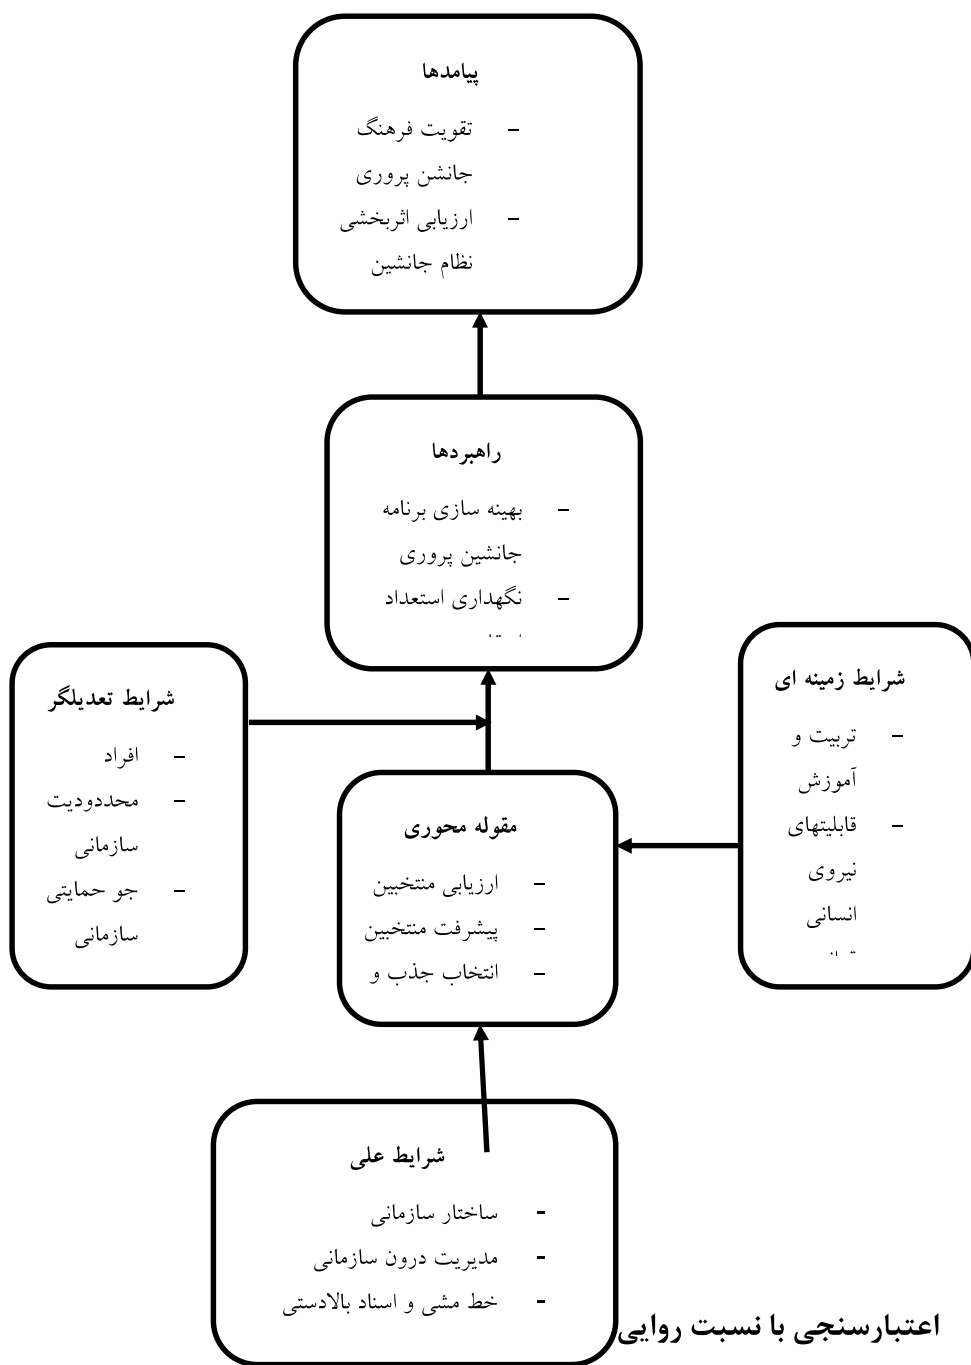 پیامدها
- تقویت فرهنگ
جانشن پروری
- ارزیابی اثربخشی
نظام جانشین
راهبردها
- بهینه سازی برنامه
جانشین پروری
- نگهداری استعداد
شرایط تعدیلگر
- افراد
- محددودیت
سازمانی
- جو حمایتی
سازمانی
شرایط زمینه ای
- تربیت و
آموزش
- قابلیتهای
نیروی
انسانی
مقوله محوری
- ارزیابی منتخبین
- پیشرفت منتخبین
- انتخاب جذب و
شرایط علی
- ساختار سازمانی
- مدیریت درون سازمانی
- خط مشی و اسناد بالادستی
اعتبارسنجی با نسبت روایی